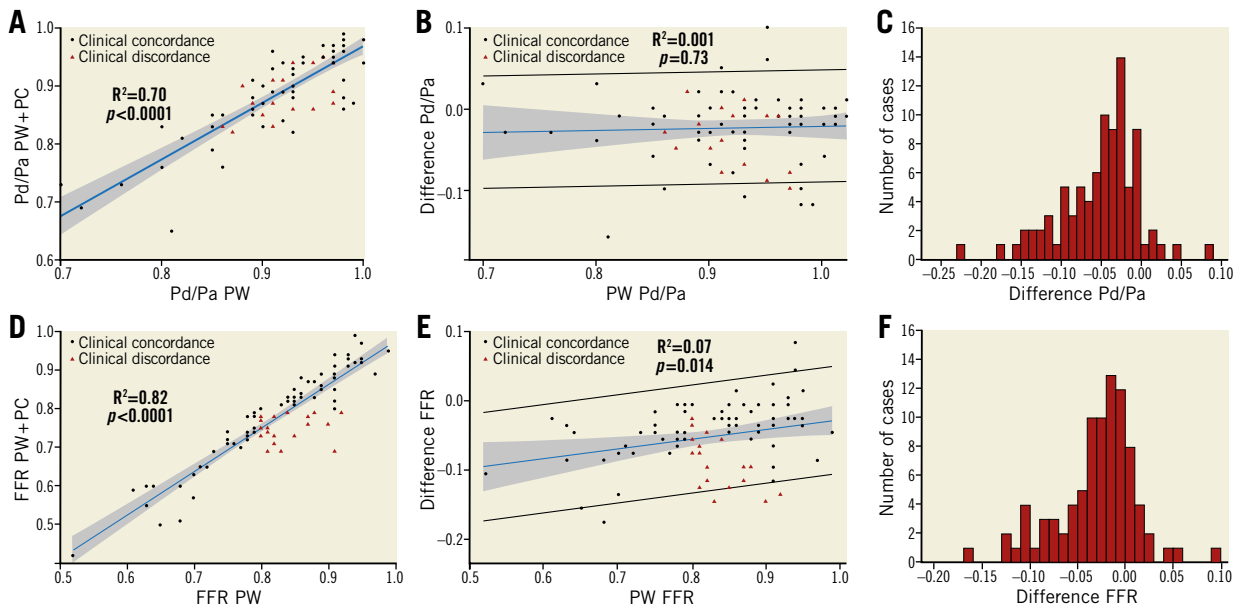 A
Clinical concordance
Clinical discordance
R²=0.70
p<0.0001
Pd/Pa PW+PC
1.0
0.9
0.8
0.7
0.6
0.7 0.8 0.9 1.0
Pd/Pa PW
B
Clinical concordance
Clinical discordance
R²=0.001
p=0.73
Difference Pd/Pa
0.1
0.0
−0.1
0.7 0.8 0.9 1.0
PW Pd/Pa
C
Number of cases
16
14
12
10
8
6
4
2
0
−0.25 −0.20 −0.15 −0.10 −0.05 0.00 0.05 0.10
Difference Pd/Pa
D
Clinical concordance
Clinical discordance
R²=0.82
p<0.0001
FFR PW+PC
1.0
0.9
0.8
0.7
0.6
0.5
0.5 0.6 0.7 0.8 0.9 1.0
FFR PW
E
Clinical concordance
Clinical discordance
R²=0.07
p=0.014
Difference FFR
0.1
0.0
−0.1
−0.2
0.5 0.6 0.7 0.8 0.9 1.0
PW FFR
F
Number of cases
16
14
12
10
8
6
4
2
0
−0.20 −0.15 −0.10 −0.05 0.00 0.05 0.10
Difference FFR